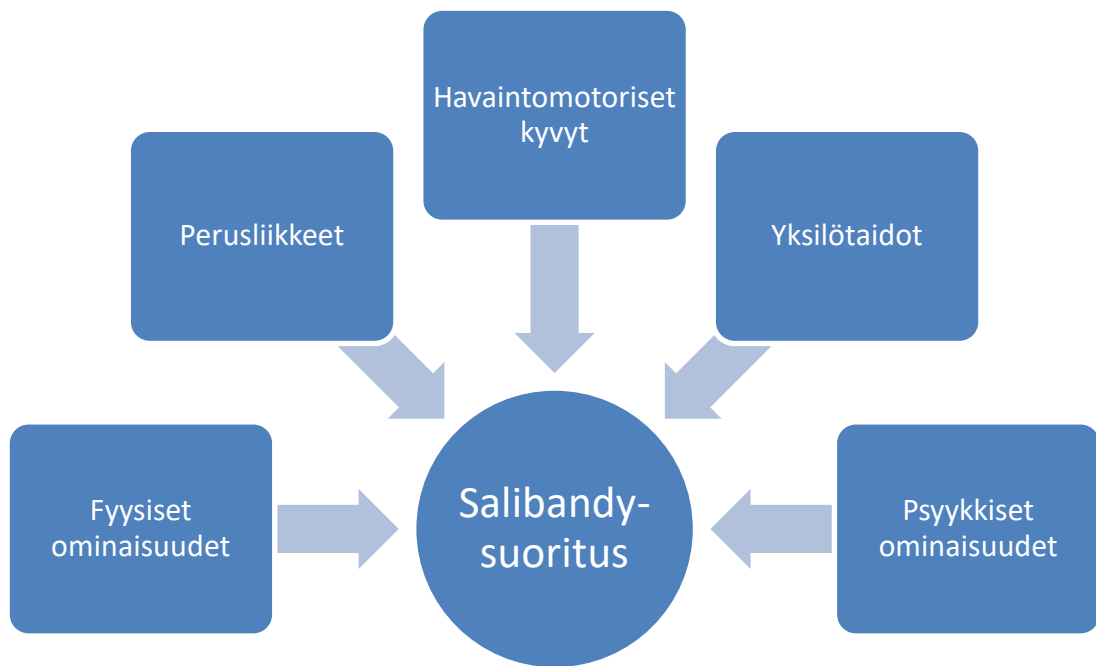 Havaintomotoriset
kyvyt
Perusliikkeet
Yksilötaidot
Fyysiset
ominaisuudet
Salibandy-
suoritus
Psyykkiset
ominaisuudet